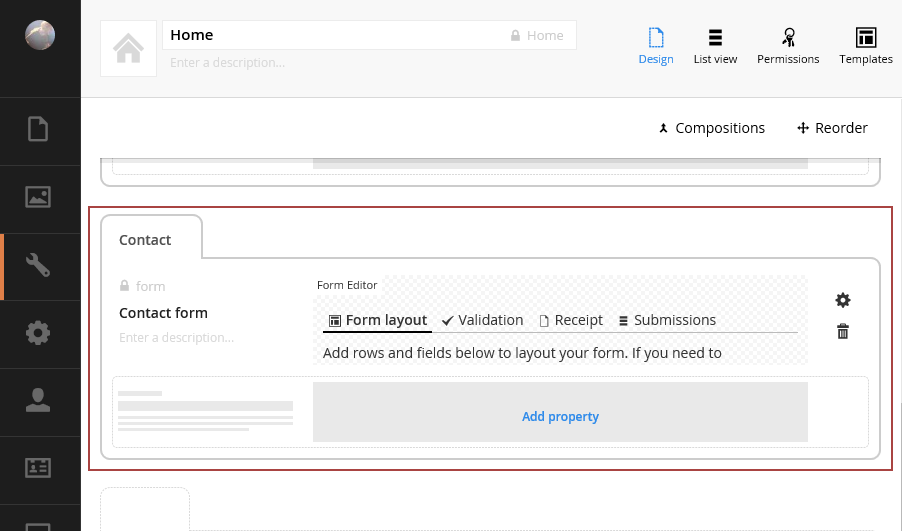 Home
Home
Enter a description...
Design
List view
Permissions
Templates
Compositions
Reorder
Contact
form
Contact form
Enter a description...
Form Editor
Form layout
Validation
Receipt
Submissions
Add rows and fields below to layout your form. If you need to
Add property